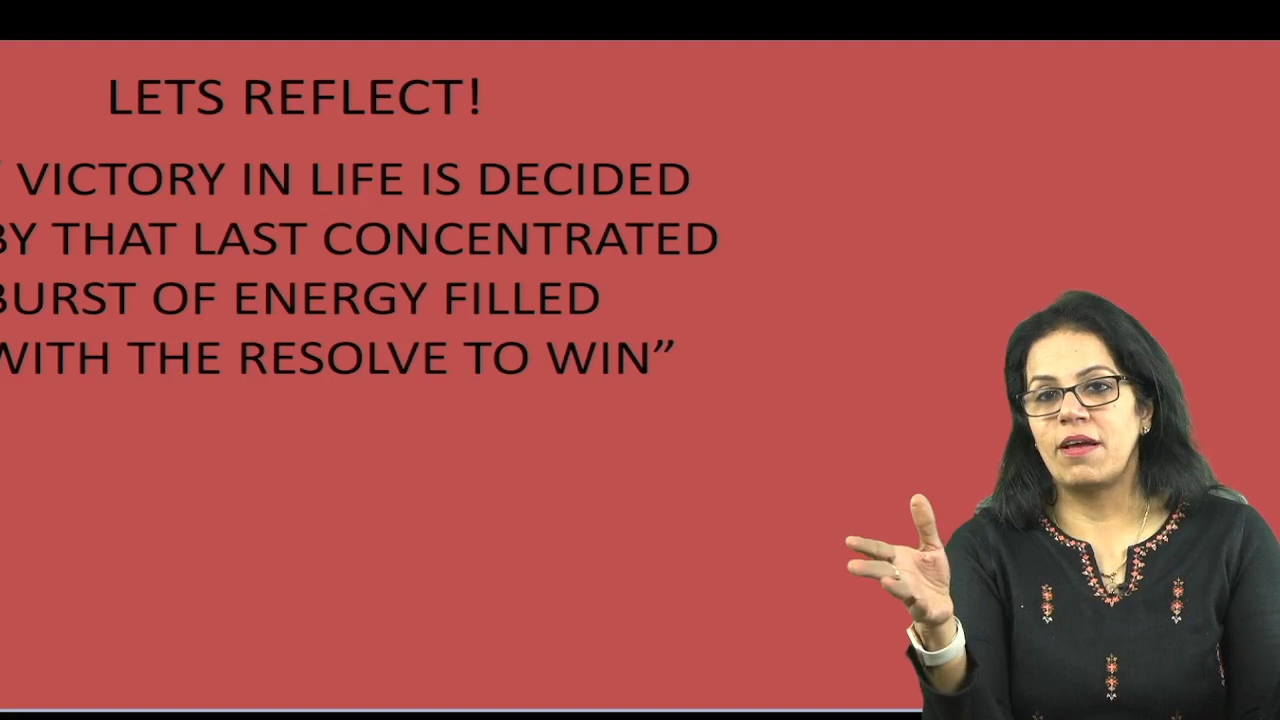 LETS REFLECT!
“ VICTORY IN LIFE IS DECIDED
BY THAT LAST CONCENTRATED
BURST OF ENERGY FILLED
WITH THE RESOLVE TO WIN”